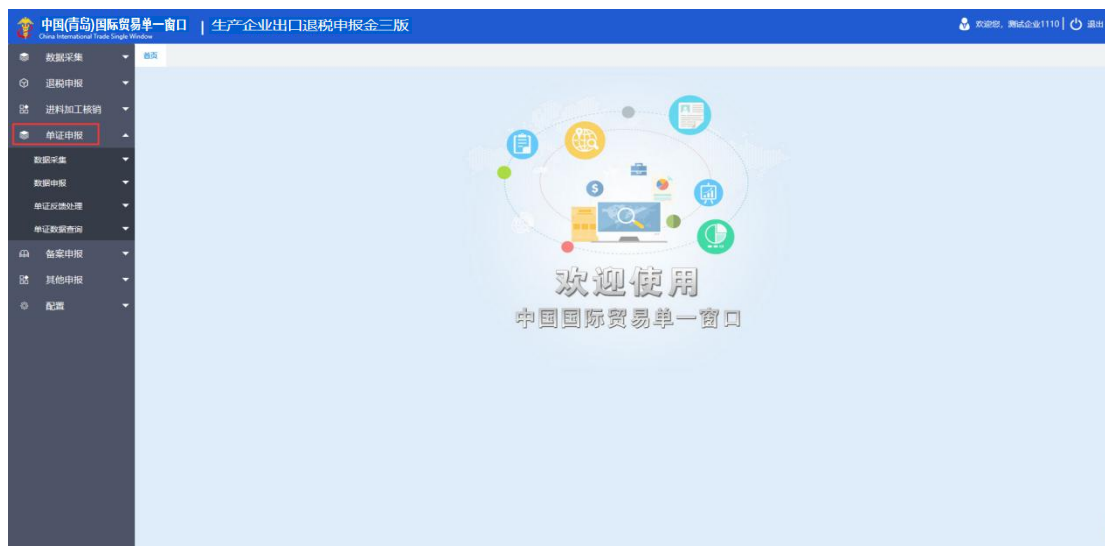 中国(青岛)国际贸易单一窗口 | 生产企业出口退税申报金三版
China International Trade Single Window
欢迎您，测试企业1110 | 退出
数据采集
首页
退税申报
进料加工核销
单证申报
数据采集
数据申报
单证反馈处理
单证数据查询
备案申报
其他申报
配置
欢迎使用
中国国际贸易单一窗口